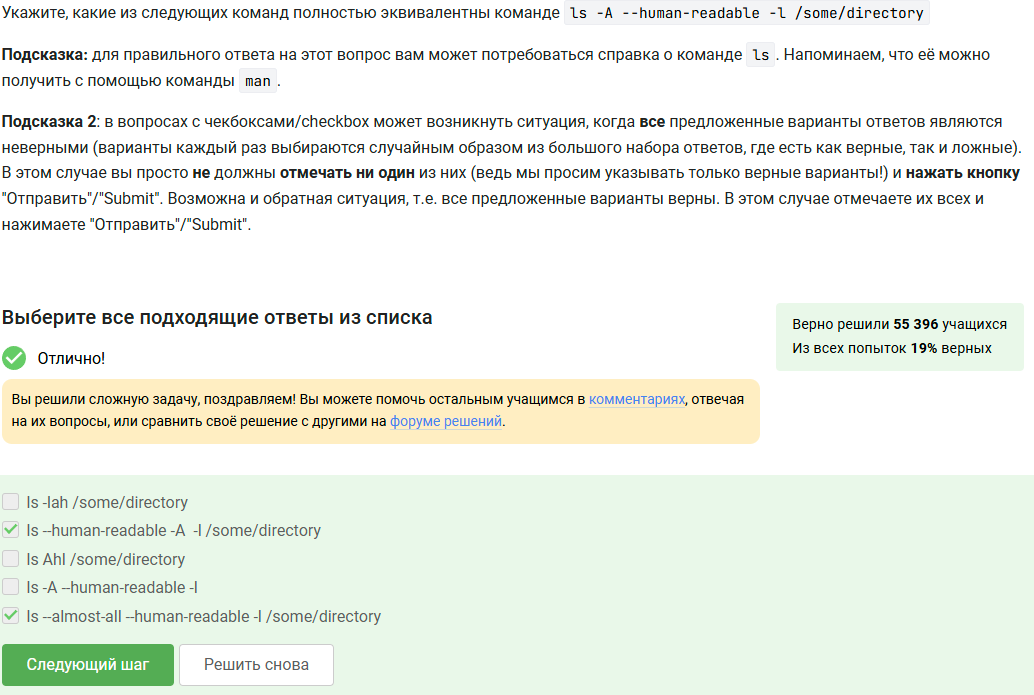 Укажите, какие из следующих команд полностью эквивалентны команде ls -A --human-readable -l /some/directory
Подсказка: для правильного ответа на этот вопрос вам может потребоваться справка о команде ls. Напоминаем, что её можно
получить с помощью команды man.
Подсказка 2: в вопросах с чекбоксами/checkbox может возникнуть ситуация, когда все предложенные варианты ответов являются
неверными (варианты каждый раз выбираются случайным образом из большого набора ответов, где есть как верные, так и ложные).
В этом случае вы просто не должны отмечать ни один из них (ведь мы просим указывать только верные варианты!) и нажать кнопку
"Отправить"/"Submit". Возможна и обратная ситуация, т.е. все предложенные варианты верны. В этом случае отмечаете их всех и
нажимаете "Отправить"/"Submit".
Выберите все подходящие ответы из списка
Верно решили 55 396 учащихся
Из всех попыток 19% верных
Отлично!
Вы решили сложную задачу, поздравляем! Вы можете помочь остальным учащимся в комментариях, отвечая
на их вопросы, или сравнить своё решение с другими на форуме решений.
ls -lah /some/directory
ls --human-readable -A  -l /some/directory
ls Ahl /some/directory
ls -A --human-readable -l
ls --almost-all --human-readable -l /some/directory
Следующий шаг
Решить снова